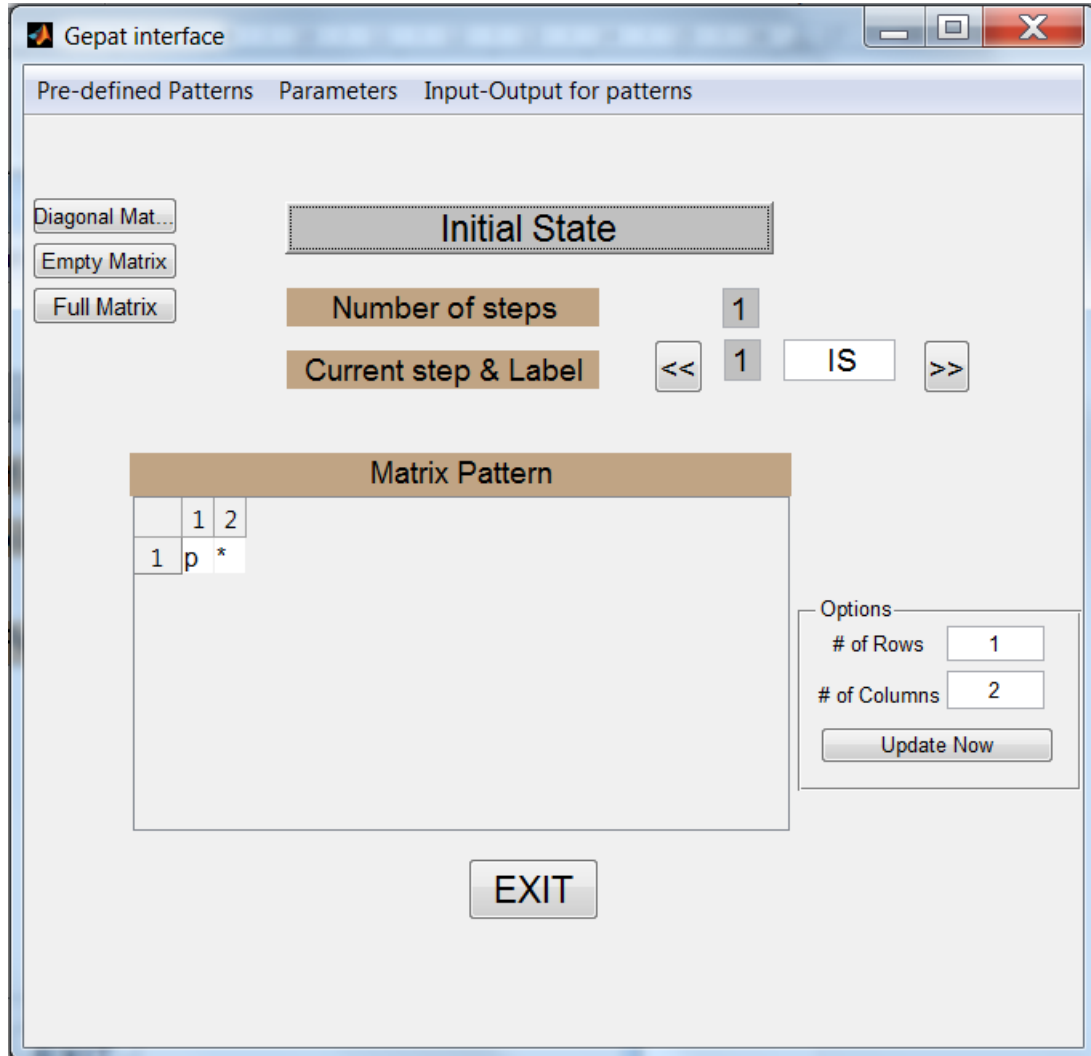 Gepat interface
Pre-defined Patterns Parameters Input-Output for patterns
Diagonal Mat...
Initial State
Empty Matrix
Full Matrix
Number of steps 1
Current step & Label << 1 IS >>
Matrix Pattern
1 2
1 p *
Options
# of Rows 1
# of Columns 2
Update Now
EXIT